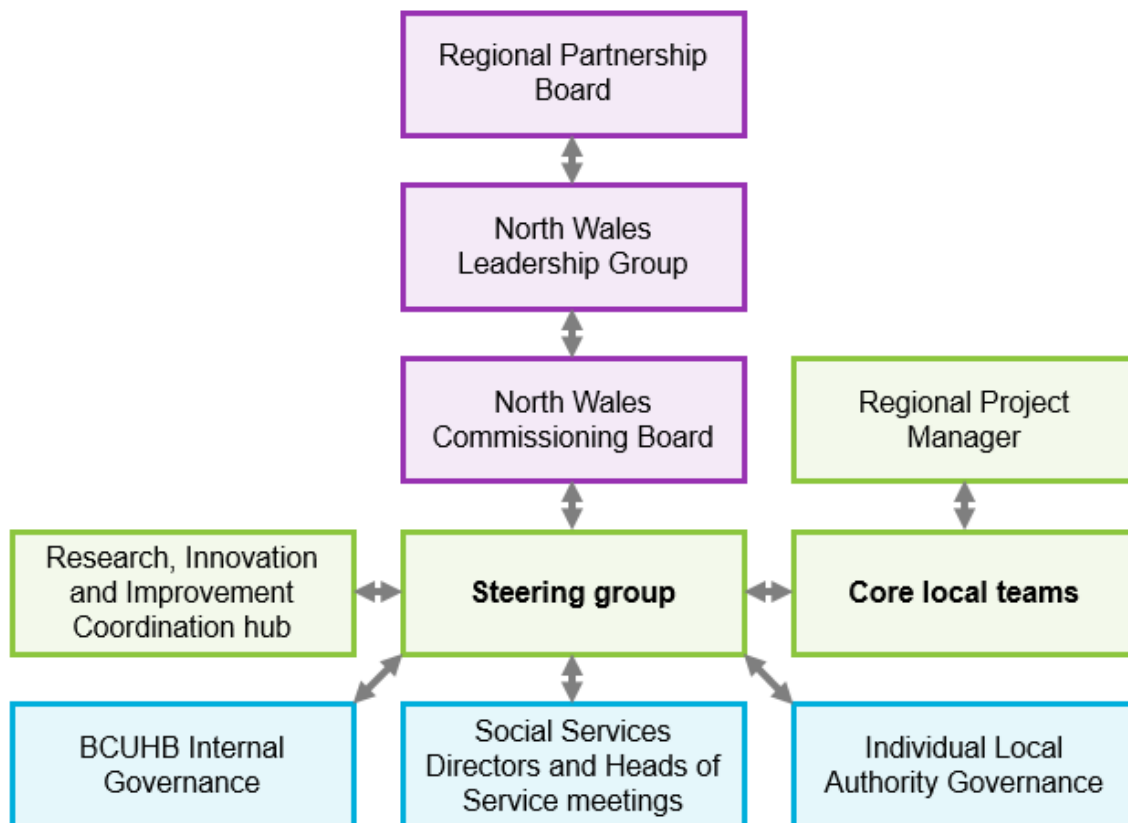 Regional Partnership
Board
North Wales
Leadership Group
North Wales
Commissioning Board
Regional Project
Manager
Research, Innovation
and Improvement
Coordination hub
Steering group
Core local teams
BCUHB Internal
Governance
Social Services
Directors and Heads of
Service meetings
Individual Local
Authority Governance